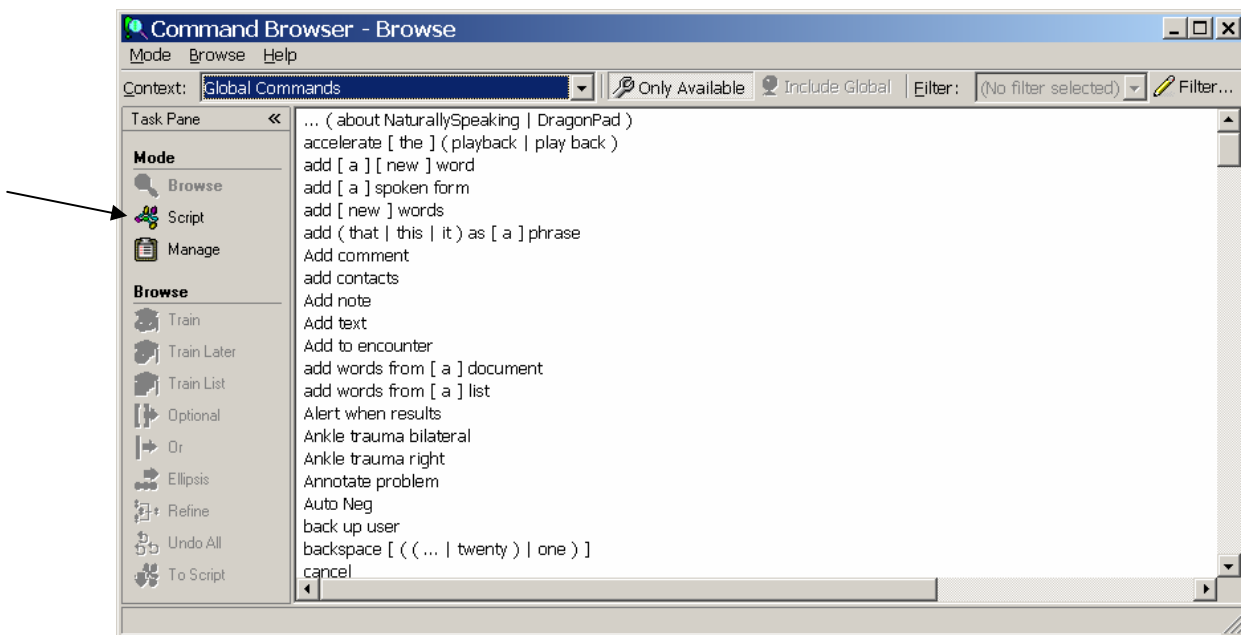 Command Browser - Browse
Mode Browse Help
Context: Global Commands Only Available Include Global Filter: (No filter selected) Filter...
Task Pane «
Mode
Browse
Script
Manage
Browse
Train
Train Later
Train List
Optional
Or
Ellipsis
Refine
Undo All
To Script
... ( about NaturallySpeaking | DragonPad )
accelerate [ the ] ( playback | play back )
add [ a ] [ new ] word
add [ a ] spoken form
add [ new ] words
add ( that | this | it ) as [ a ] phrase
Add comment
add contacts
Add note
Add text
Add to encounter
add words from [ a ] document
add words from [ a ] list
Alert when results
Ankle trauma bilateral
Ankle trauma right
Annotate problem
Auto Neg
back up user
backspace [ ( ( ... | twenty ) | one ) ]
cancel